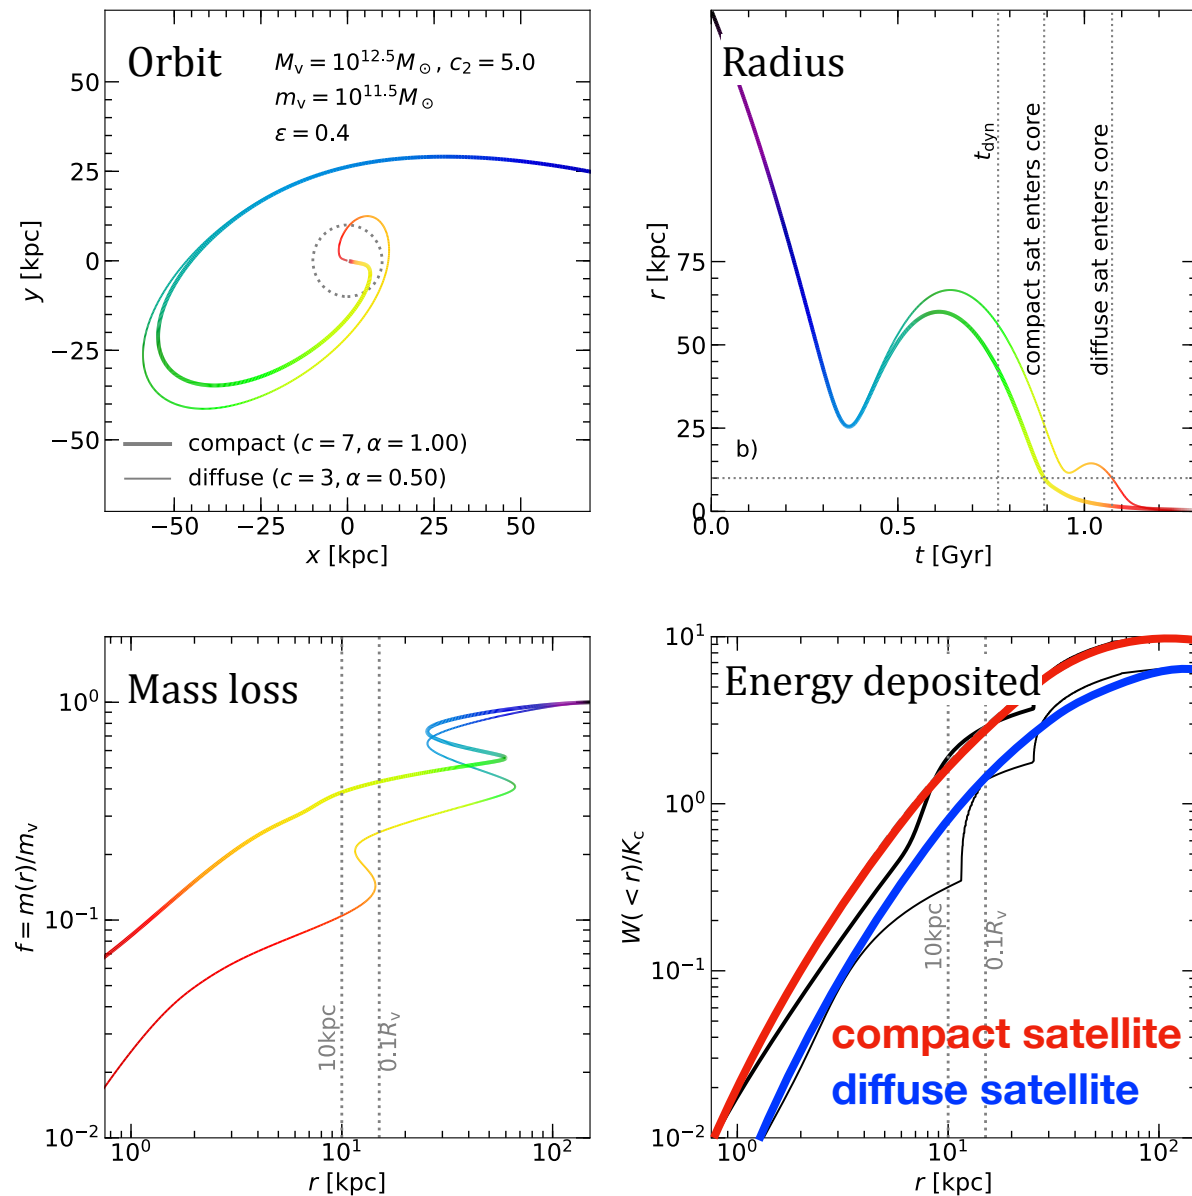 Orbit
M_v = 10^12.5 M_⊙, c_2 = 5.0
m_v = 10^11.5 M_⊙
ε = 0.4
50
25
0
−25
−50
y [kpc]
compact (c = 7, α = 1.00)
diffuse (c = 3, α = 0.50)
−50 −25 0 25 50
x [kpc]
Radius
t_dyn
compact sat enters core
diffuse sat enters core
75
50
25
0
r [kpc]
b)
0.0 0.5 1.0
t [Gyr]
Mass loss
10^0
10^−1
10^−2
f = m(r)/m_v
10kpc
0.1R_v
10^0 10^1 10^2
r [kpc]
Energy deposited
10^1
10^0
10^−1
10^−2
W(< r)/K_c
10kpc
0.1R_v
compact satellite
diffuse satellite
10^0 10^1 10^2
r [kpc]